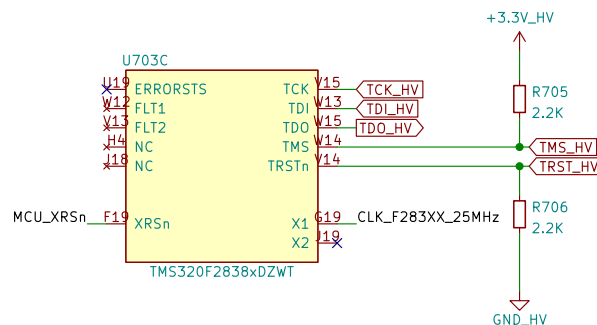 +3.3V_HV
U703C
U19 ERRORSTS TCK V15 TCK_HV
R705
W12 FLT1 TDI W13 TDI_HV
2.2K
V13 FLT2 TDO W15 TDO_HV
H4 NC TMS W14 TMS_HV
J18 NC TRSTn V14 TRST_HV
R706
MCU_XRSn F19 XRSn X1 G19 CLK_F283XX_25MHz
2.2K
X2 J19
TMS320F2838xDZWT
GND_HV